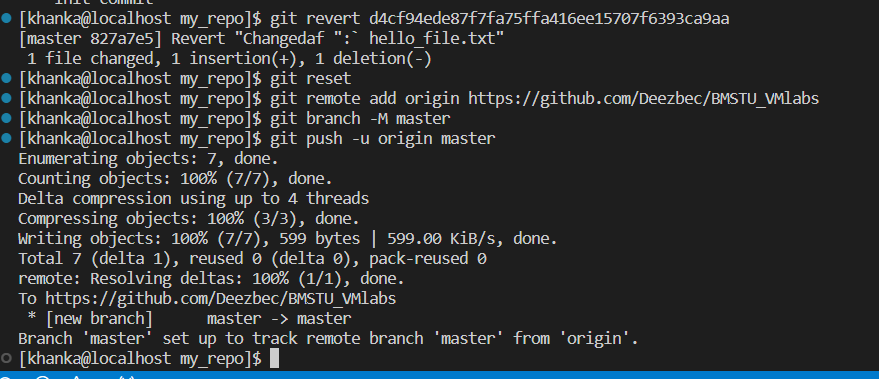 [khanka@localhost my_repo]$ git revert d4cf94ede87f7fa75ffa416ee15707f6393ca9aa
[master 827a7e5] Revert "Changedaf ":` hello_file.txt"
1 file changed, 1 insertion(+), 1 deletion(-)
[khanka@localhost my_repo]$ git reset
[khanka@localhost my_repo]$ git remote add origin https://github.com/Deezbec/BMSTU_VMlabs
[khanka@localhost my_repo]$ git branch -M master
[khanka@localhost my_repo]$ git push -u origin master
Enumerating objects: 7, done.
Counting objects: 100% (7/7), done.
Delta compression using up to 4 threads
Compressing objects: 100% (3/3), done.
Writing objects: 100% (7/7), 599 bytes | 599.00 KiB/s, done.
Total 7 (delta 1), reused 0 (delta 0), pack-reused 0
remote: Resolving deltas: 100% (1/1), done.
To https://github.com/Deezbec/BMSTU_VMlabs
* [new branch]      master -> master
Branch 'master' set up to track remote branch 'master' from 'origin'.
[khanka@localhost my_repo]$